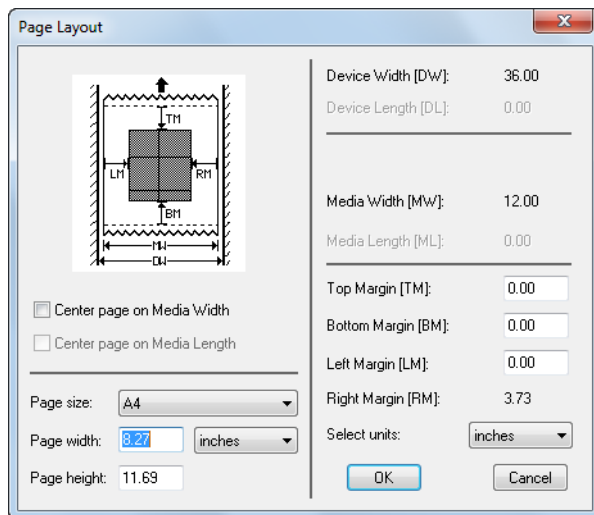 Page Layout
TM
LM
RM
BM
MW
DW
Center page on Media Width
Center page on Media Length
Page size: A4
Page width: 8.27 inches
Page height: 11.69
Device Width [DW]: 36.00
Device Length [DL]: 0.00
Media Width [MW]: 12.00
Media Length [ML]: 0.00
Top Margin [TM]: 0.00
Bottom Margin [BM]: 0.00
Left Margin [LM]: 0.00
Right Margin [RM]: 3.73
Select units: inches
OK Cancel